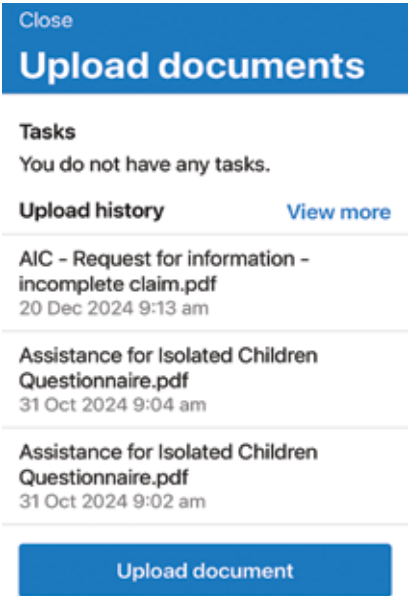 Close
Upload documents
Tasks
You do not have any tasks.
Upload history View more
AIC - Request for information -
incomplete claim.pdf
20 Dec 2024 9:13 am
Assistance for Isolated Children
Questionnaire.pdf
31 Oct 2024 9:04 am
Assistance for Isolated Children
Questionnaire.pdf
31 Oct 2024 9:02 am
Upload document